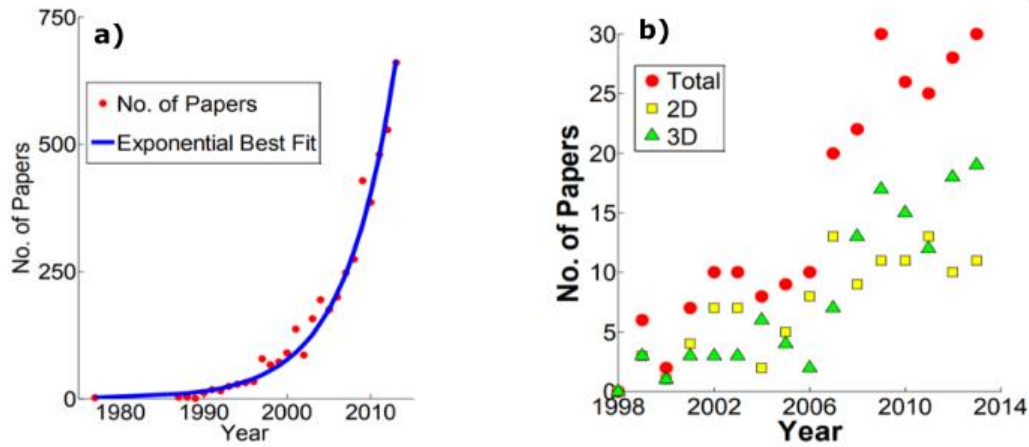 a)
No. of Papers
Exponential Best Fit
No. of Papers
750
500
250
0
1980 1990 2000 2010
Year
b)
Total
2D
3D
No. of Papers
30
25
20
15
10
5
0
1998 2002 2006 2010 2014
Year